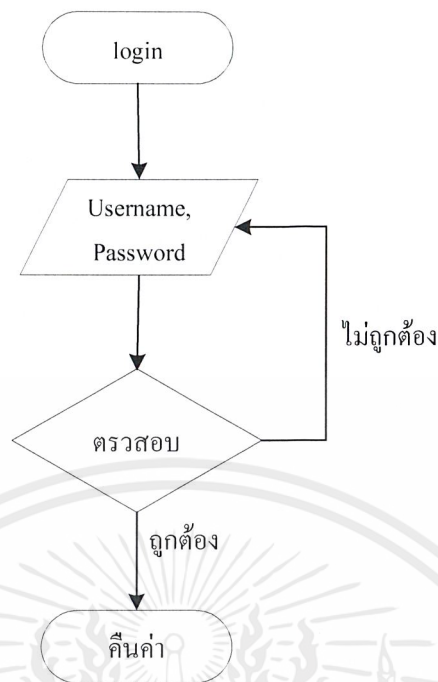 login
Username,
Password
ไม่ถูกต้อง
ตรวสอบ
ถูกต้อง
คืนค่า